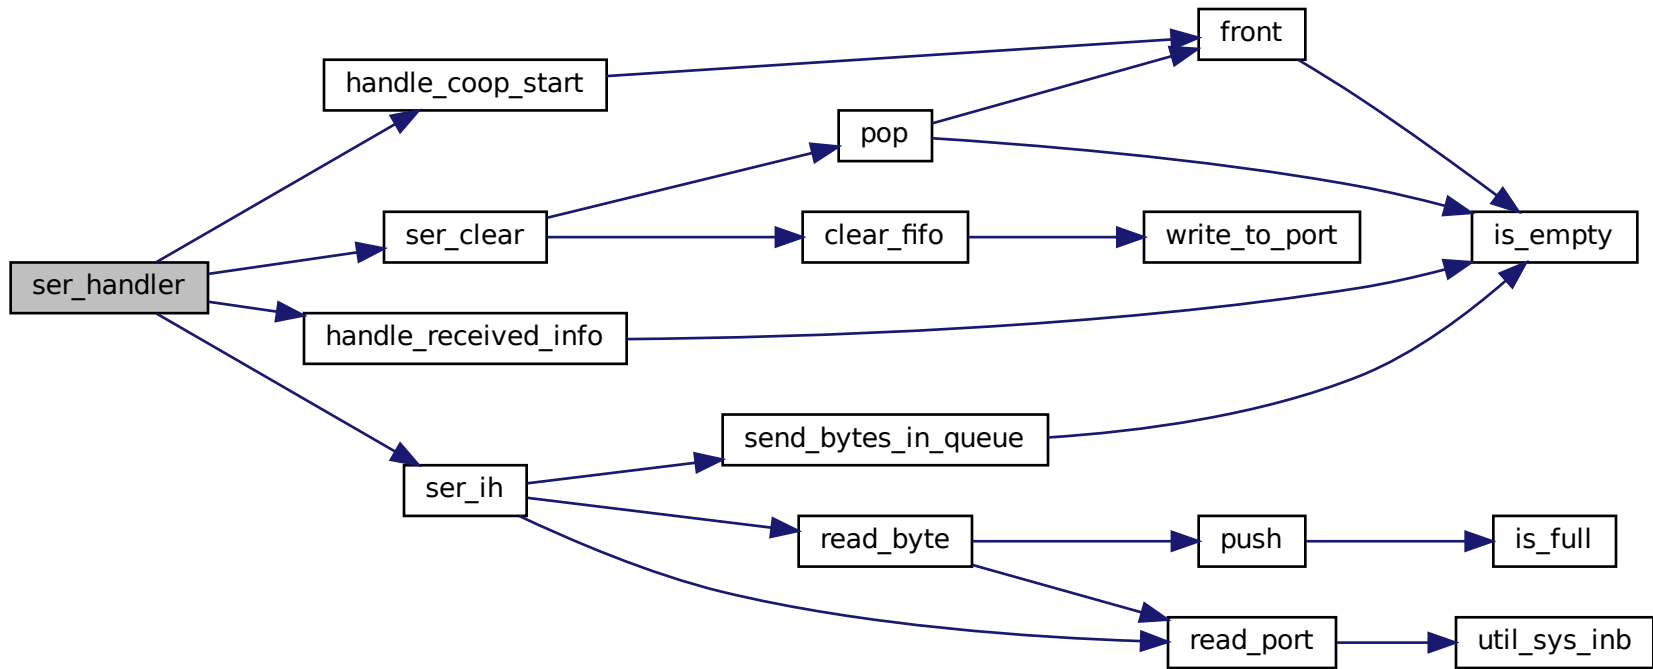 front
handle_coop_start
pop
ser_clear
clear_fifo
write_to_port
is_empty
ser_handler
handle_received_info
send_bytes_in_queue
ser_ih
read_byte
push
is_full
read_port
util_sys_inb